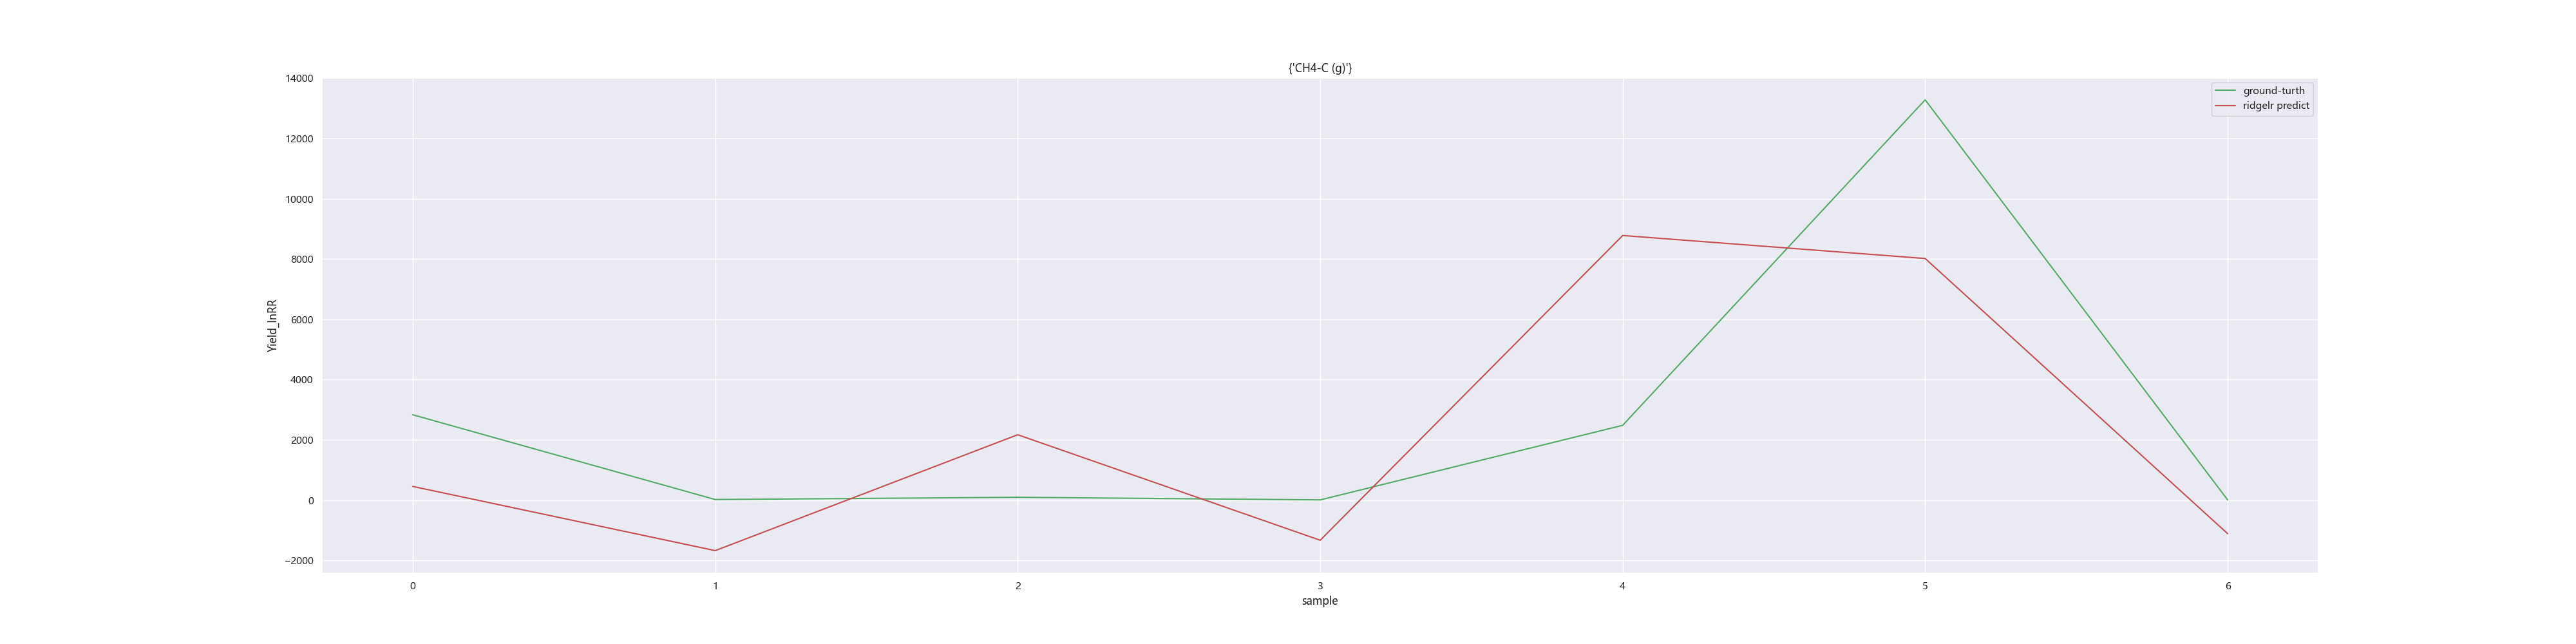 {'CH4-C (g)'}
14000
12000
10000
8000
6000
4000
2000
0
−2000
Yield_lnRR
ground-turth
ridgelr predict
0 1 2 3 4 5 6
sample